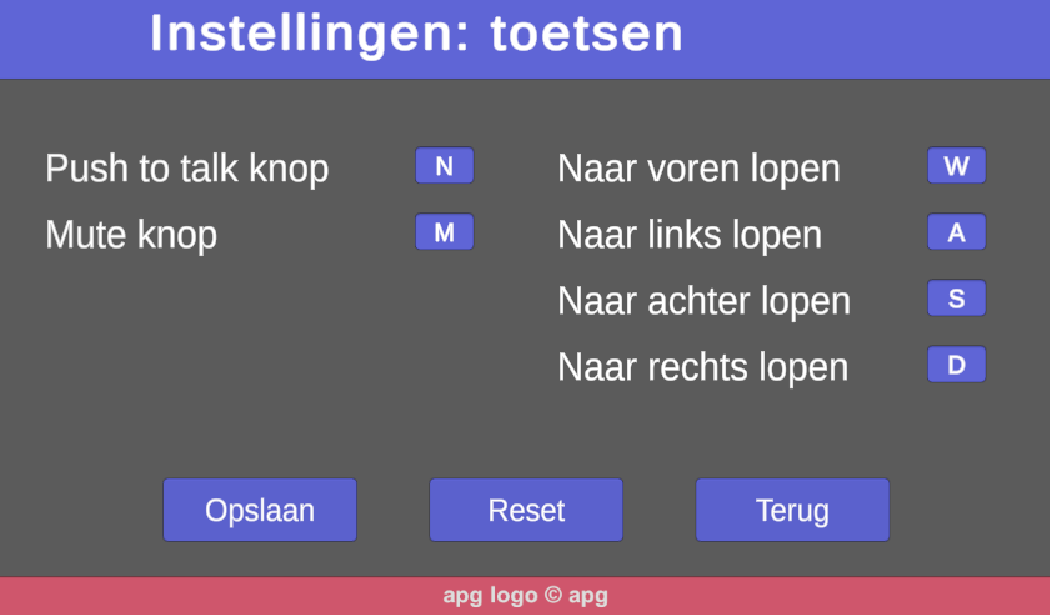 Instellingen: toetsen
Push to talk knop N
Mute knop M
Naar voren lopen W
Naar links lopen A
Naar achter lopen S
Naar rechts lopen D
Opslaan Reset Terug
apg logo © apg